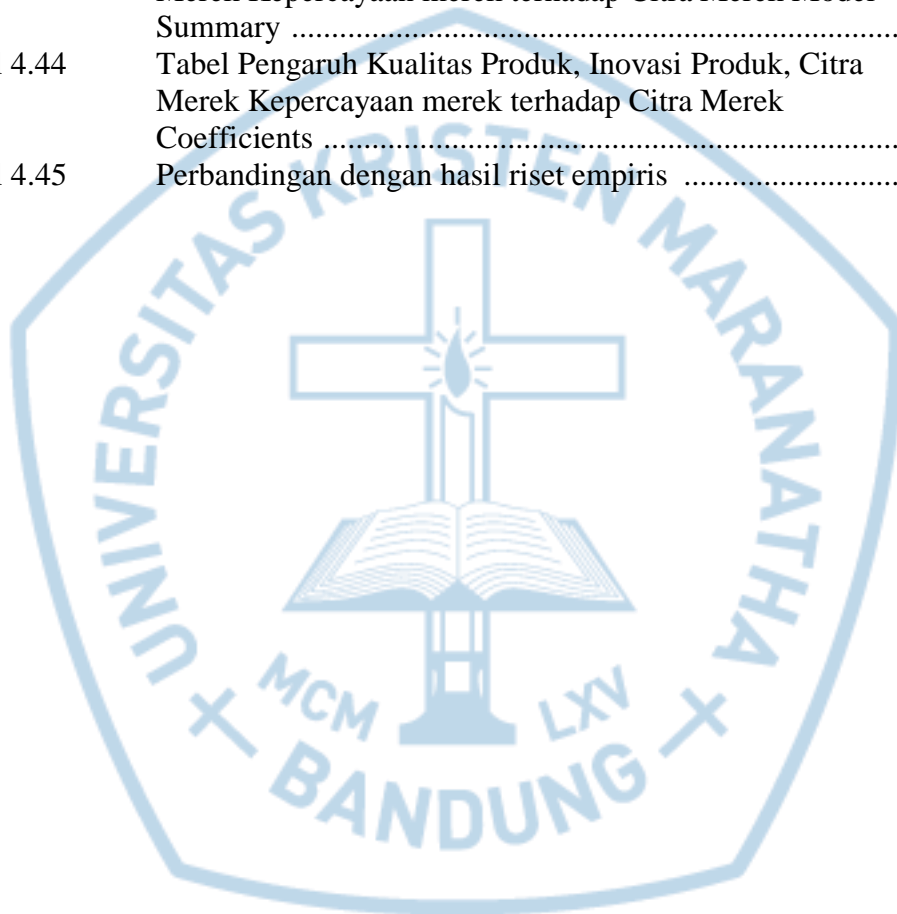 Summary ........................................................................
4.44 Tabel Pengaruh Kualitas Produk, Inovasi Produk, Citra
Merek Kepercayaan merek terhadap Citra Merek
Coefficients ....................................................................
4.45 Perbandingan dengan hasil riset empiris .........................
UNIVERSITAS KRISTEN MARANATHA
MCM LXV
BANDUNG